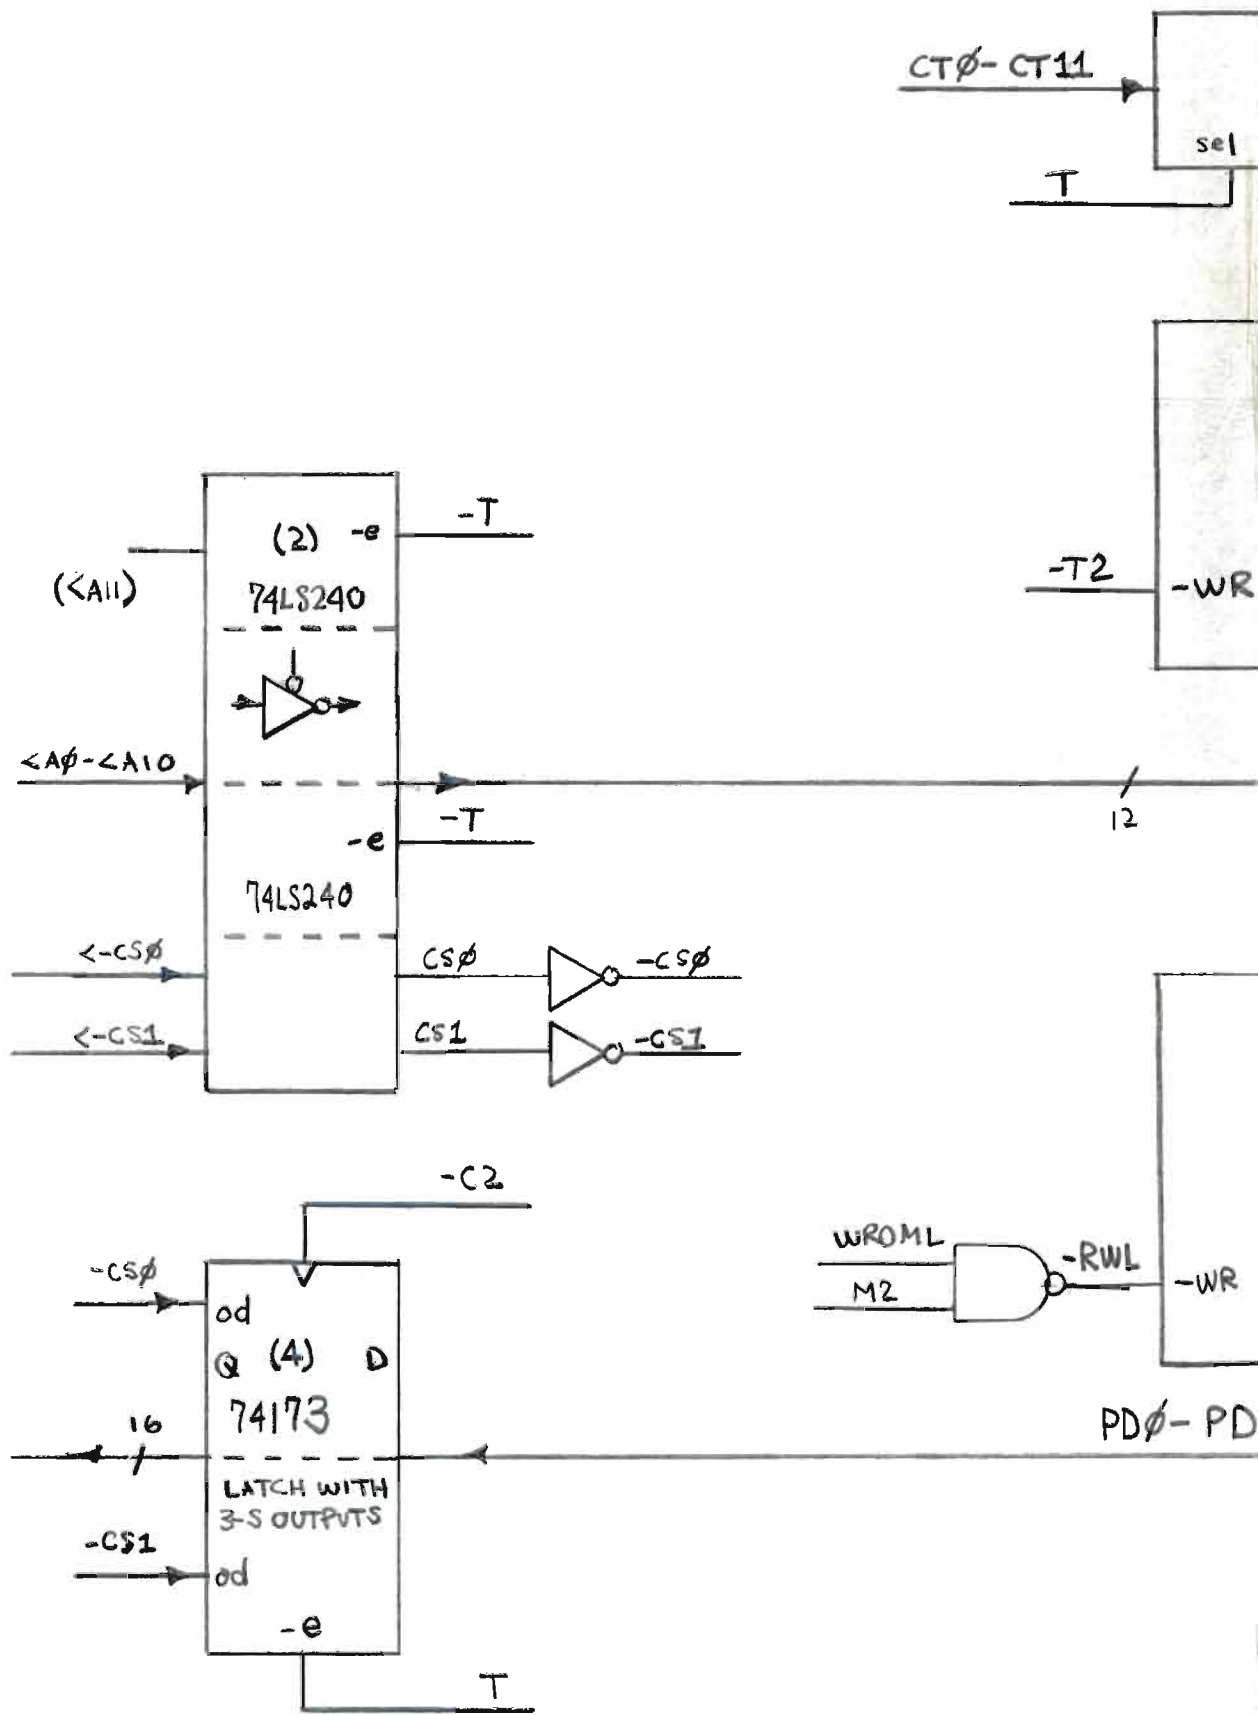 CTØ-CT11
sel
T
(2) -e
-T
(<A11)
74LS240
-T2
-WR
<AØ-<A10
12
-T
-e
74LS240
<-CSØ
CSØ
-CSØ
<-CS1
CS1
-CS1
-C2
WROML
-RWL
M2
-WR
-CSØ
od
Q (4) D
74173
16
PDØ-PD
LATCH WITH
3-S OUTPUTS
-CS1
od
-e
T